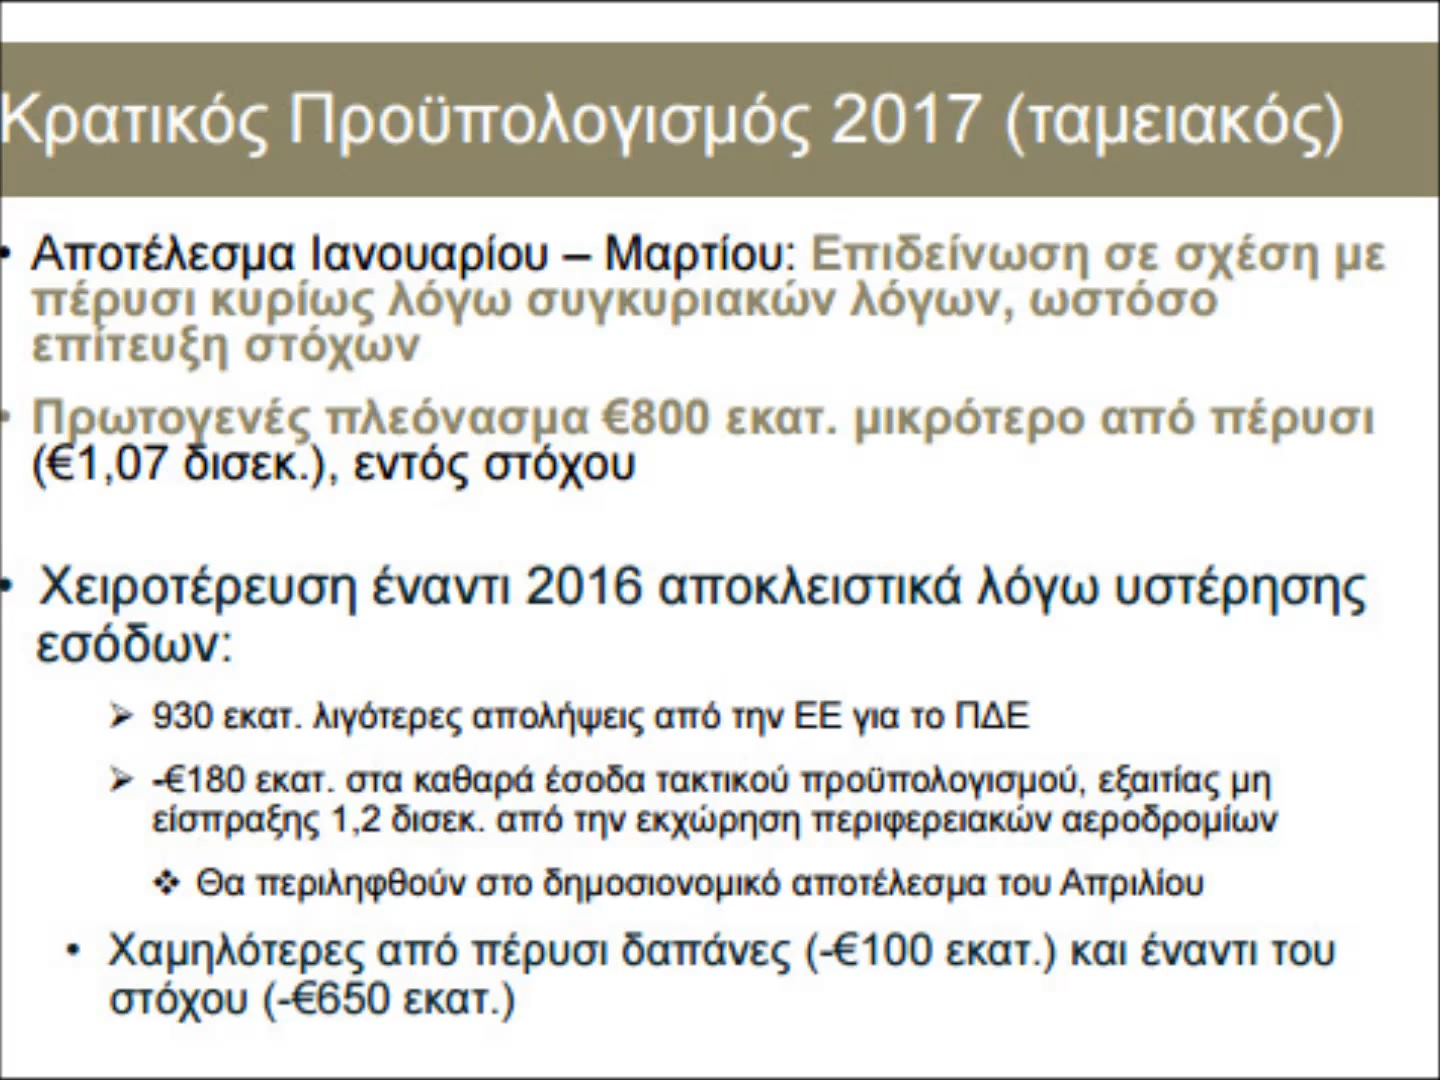 Κρατικός Προϋπολογισμός 2017 (ταμειακός)
• Αποτέλεσμα Ιανουαρίου – Μαρτίου: Επιδείνωση σε σχέση με
πέρυσι κυρίως λόγω συγκυριακών λόγων, ωστόσο
επίτευξη στόχων
• Πρωτογενές πλεόνασμα €800 εκατ. μικρότερο από πέρυσι
(€1,07 δισεκ.), εντός στόχου
• Χειροτέρευση έναντι 2016 αποκλειστικά λόγω υστέρησης
εσόδων:
➢ 930 εκατ. λιγότερες απολήψεις από την ΕΕ για το ΠΔΕ
➢ -€180 εκατ. στα καθαρά έσοδα τακτικού προϋπολογισμού, εξαιτίας μη
είσπραξης 1,2 δισεκ. από την εκχώρηση περιφερειακών αεροδρομίων
❖ Θα περιληφθούν στο δημοσιονομικό αποτέλεσμα του Απριλίου
• Χαμηλότερες από πέρυσι δαπάνες (-€100 εκατ.) και έναντι του
στόχου (-€650 εκατ.)